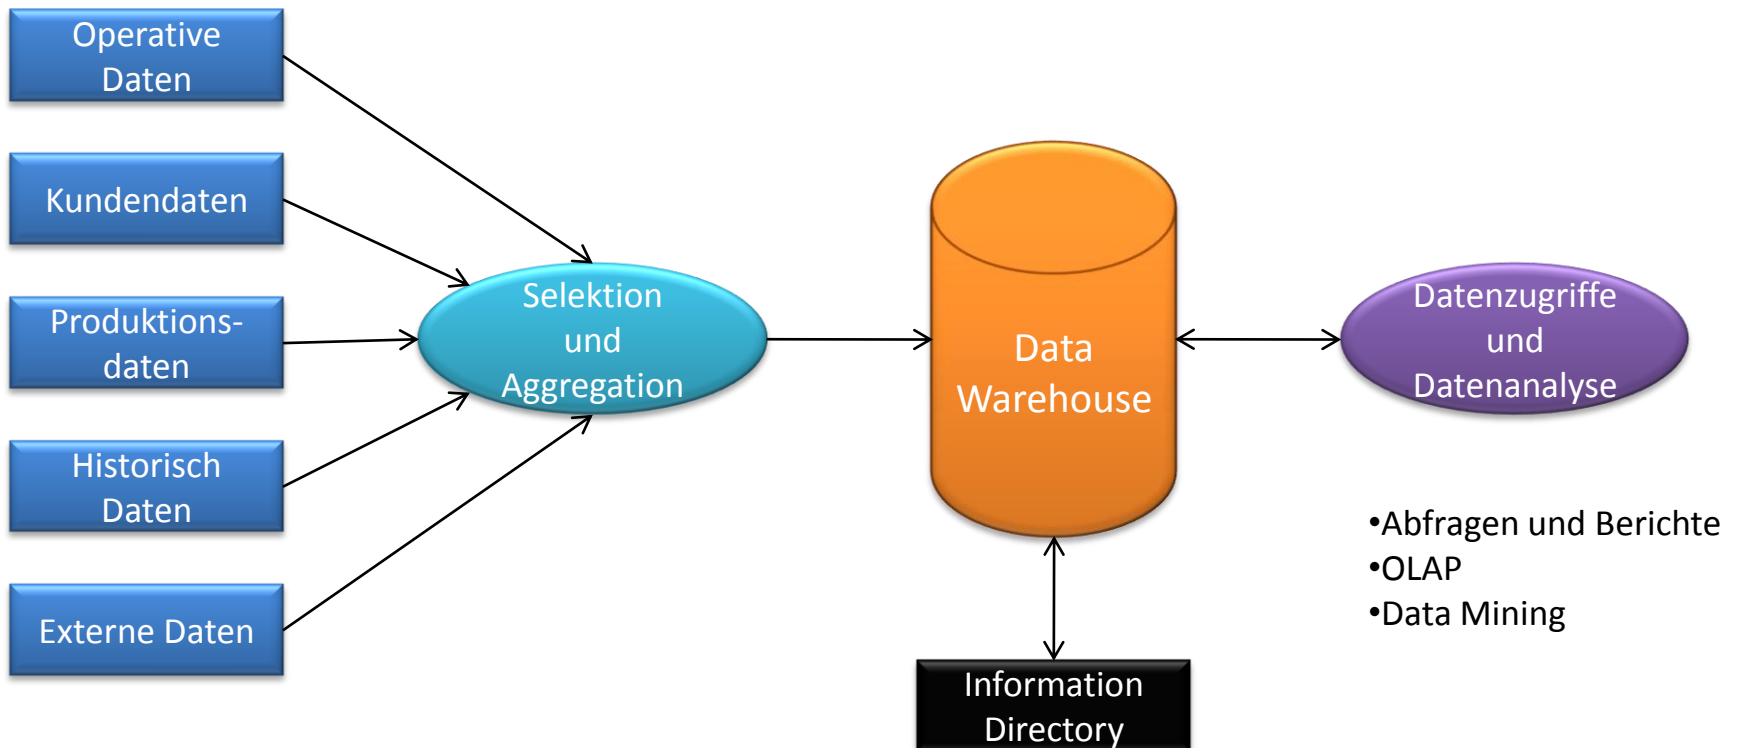 Operative
Daten
Kundendaten
Produktions-
daten
Historisch
Daten
Externe Daten
Selektion
und
Aggregation
Data
Warehouse
Information
Directory
Datenzugriffe
und
Datenanalyse
•Abfragen und Berichte
•OLAP
•Data Mining